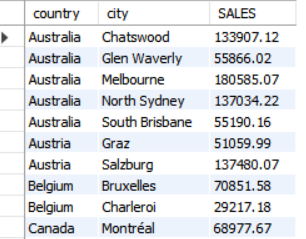 country city SALES
Australia Chatswood 133907.12
Australia Glen Waverly 55866.02
Australia Melbourne 180585.07
Australia North Sydney 137034.22
Australia South Brisbane 55190.16
Austria Graz 51059.99
Austria Salzburg 137480.07
Belgium Bruxelles 70851.58
Belgium Charleroi 29217.18
Canada Montréal 68977.67